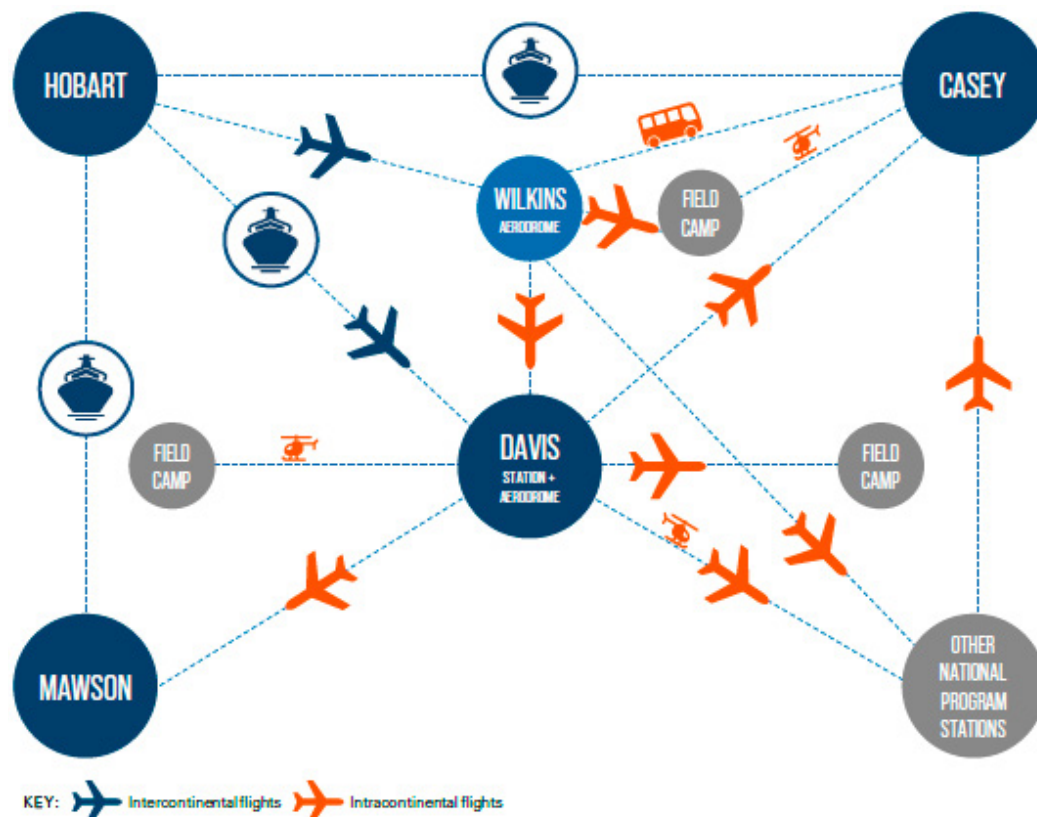 HOBART
CASEY
WILKINS
AERODROME
FIELD
CAMP
DAVIS
STATION +
AERODROME
FIELD
CAMP
FIELD
CAMP
MAWSON
OTHER
NATIONAL
PROGRAM
STATIONS
KEY: Intercontinental flights Intracontinental flights